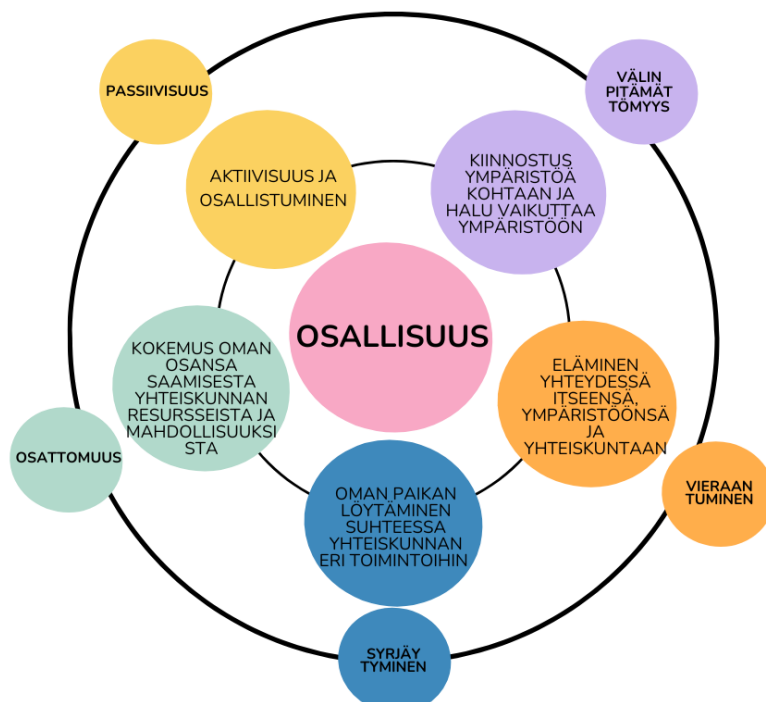 PASSIIVISUUS
VÄLIN
PITÄMÄT
TÖMYYS
AKTIIVISUUS JA
OSALLISTUMINEN
KIINNOSTUS
YMPÄRISTÖÄ
KOHTAAN JA
HALU VAIKUTTAA
YMPÄRISTÖÖN
OSALLISUUS
KOKEMUS OMAN
OSANSA
SAAMISESTA
YHTEISKUNNAN
RESURSSEISTA JA
MAHDOLLISUUKSI
STA
ELÄMINEN
YHTEYDESSÄ
ITSEENSÄ,
YMPÄRISTÖÖNSÄ
JA
YHTEISKUNTAAN
OSATTOMUUS
VIERAAN
TUMINEN
OMAN PAIKAN
LÖYTÄMINEN
SUHTEESSA
YHTEISKUNNAN
ERI TOIMINTOIHIN
SYRJÄY
TYMINEN